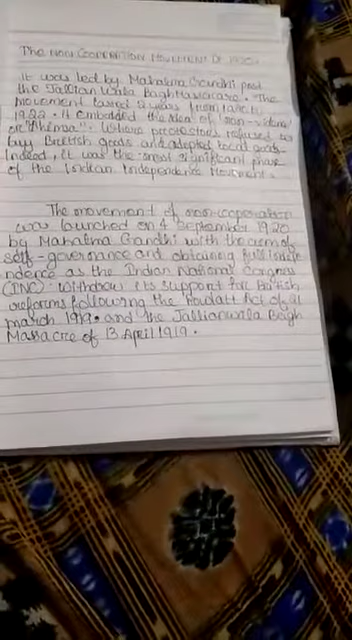 The Non Cooperation Movement of 1920
It was led by Mahatma Gandhi post
the Jallian Wala Bagh Massacare. The
Movement lasted 2 years from 1920 to
1922. It embodied the idea of 'non-violence'
or "Ahimsa". Where protestors refused to
buy British goods and adopted local goods
Indeed, it was the most significant phase
of the Indian Independence Movement.
The movement of non-cooperation
was launched on 4 September 1920
by Mahatma Gandhi with the aim of
self-governance and obtaining full indepe
ndence as the Indian National Congress
(INC) withdrew its support for British
reforms following the Rowlatt Act of 21
march 1919. and the Jallianwala Bagh
Massacre of 13 April 1919.